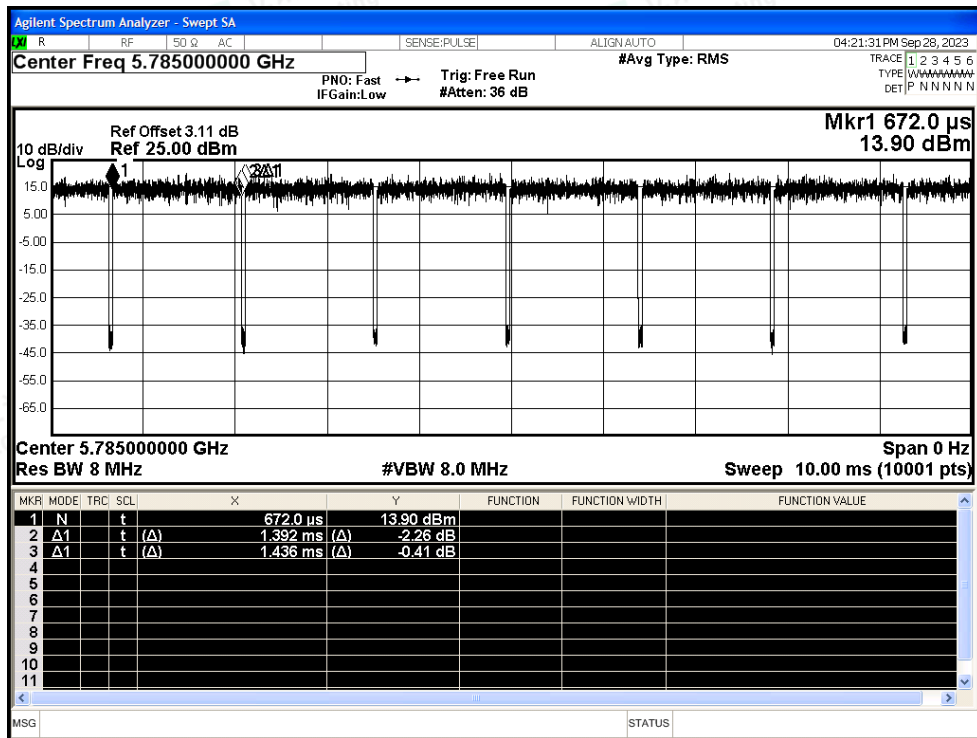 Agilent Spectrum Analyzer - Swept SA
LXI R RF 50 Ω AC SENSE:PULSE ALIGN AUTO 04:21:31 PM Sep 28, 2023
Center Freq 5.785000000 GHz #Avg Type: RMS TRACE 1 2 3 4 5 6
PNO: Fast Trig: Free Run TYPE WWWWWW
IFGain:Low #Atten: 36 dB DET P N N N N N
Mkr1 672.0 µs
Ref Offset 3.11 dB
10 dB/div Ref 25.00 dBm 13.90 dBm
Log
1 3Δ1
15.0
5.00
-5.00
-15.0
-25.0
-35.0
-45.0
-55.0
-65.0
Center 5.785000000 GHz Span 0 Hz
Res BW 8 MHz #VBW 8.0 MHz Sweep 10.00 ms (10001 pts)
MKR MODE TRC SCL X Y FUNCTION FUNCTION WIDTH FUNCTION VALUE
1 N t 672.0 µs 13.90 dBm
2 Δ1 t (Δ) 1.392 ms (Δ) -2.26 dB
3 Δ1 t (Δ) 1.436 ms (Δ) -0.41 dB
4
5
6
7
8
9
10
11
MSG STATUS